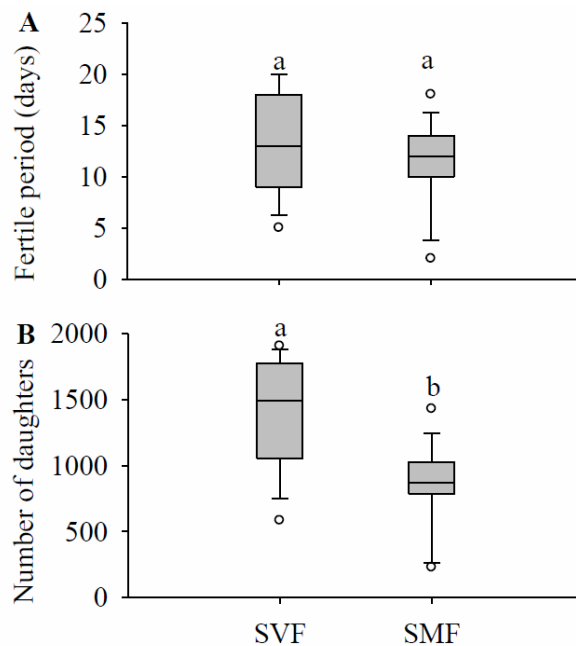 A
Fertile period (days)
25
20
15
10
5
0
a
a
B
Number of daughters
2000
1500
1000
500
0
a
b
SVF
SMF